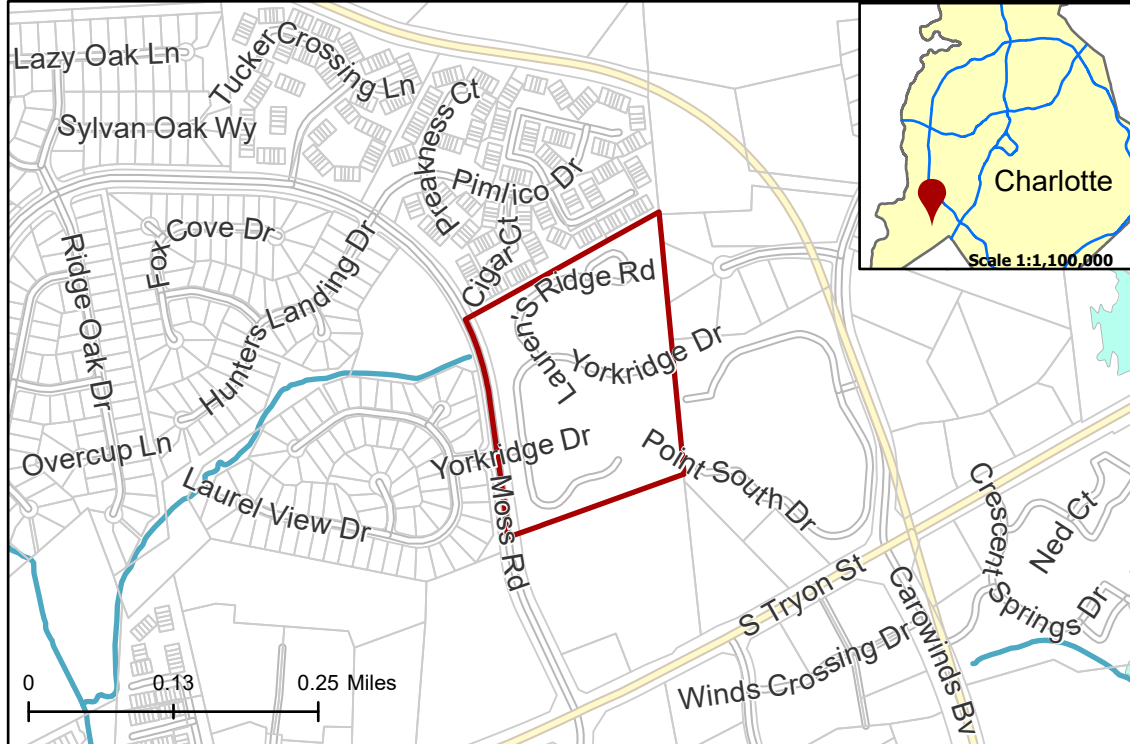 Lazy Oak Ln
Tucker Crossing Ln
Sylvan Oak Wy
Preakness Ct
Pimlico Dr
Charlotte
Scale 1:1,100,000
Fox Cove Dr
Ridge Oak Dr
Hunters Landing Dr
Cigar Ct
Lauren'S Ridge Rd
Yorkridge Dr
Overcup Ln
Yorkridge Dr
Laurel View Dr
Moss Rd
Point South Dr
Crescent Springs Dr
Ned Ct
S Tryon St
Carowinds Bv
Winds Crossing Dr
0 0.13 0.25 Miles